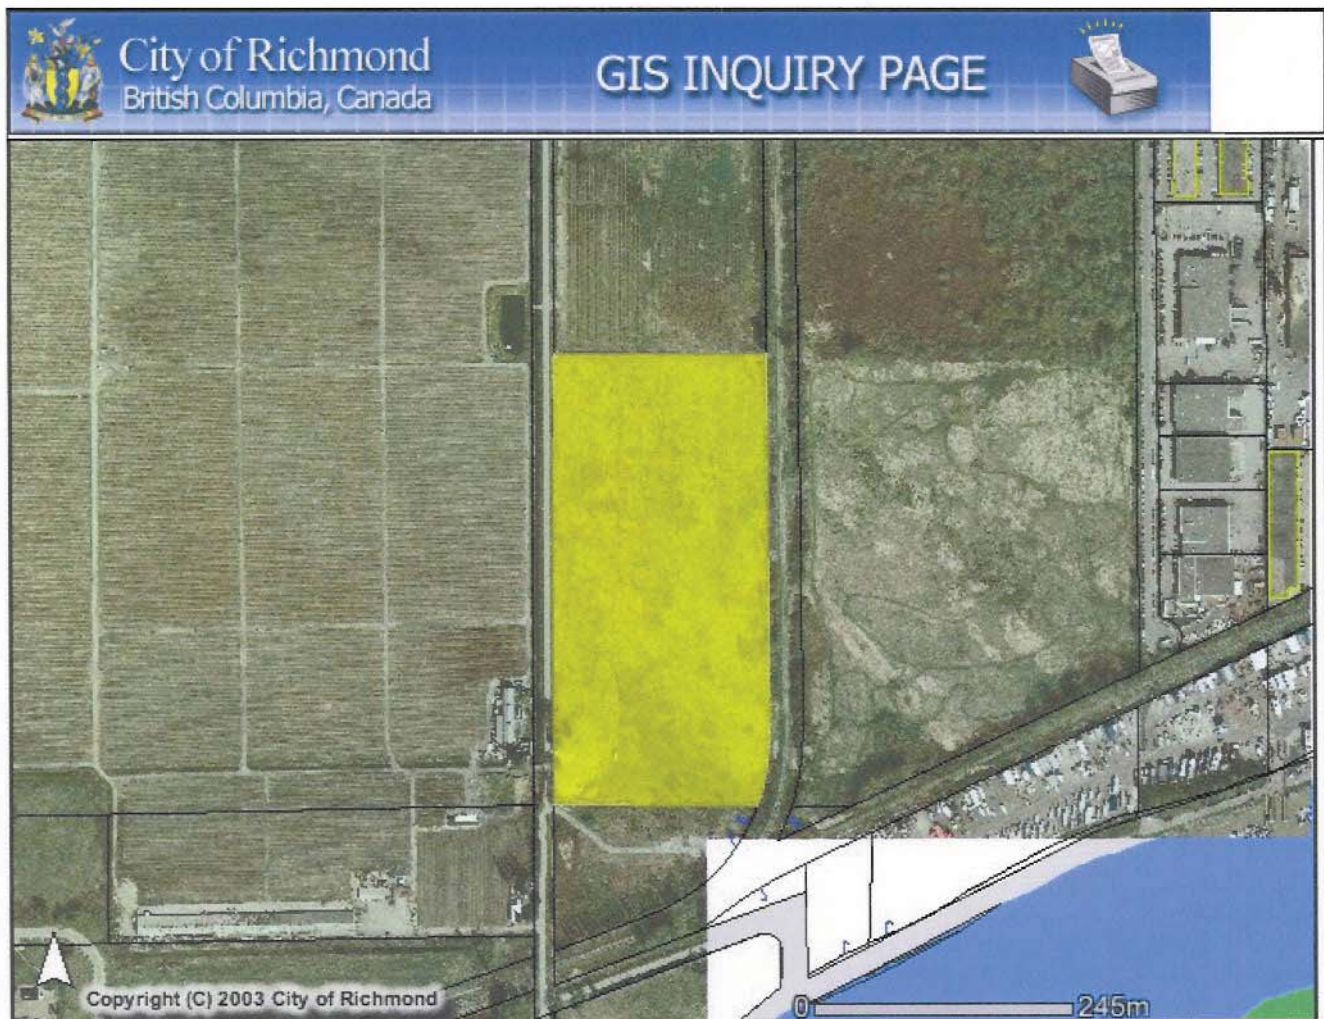 City of Richmond
British Columbia, Canada
GIS INQUIRY PAGE
Copyright (C) 2003 City of Richmond
0 245m